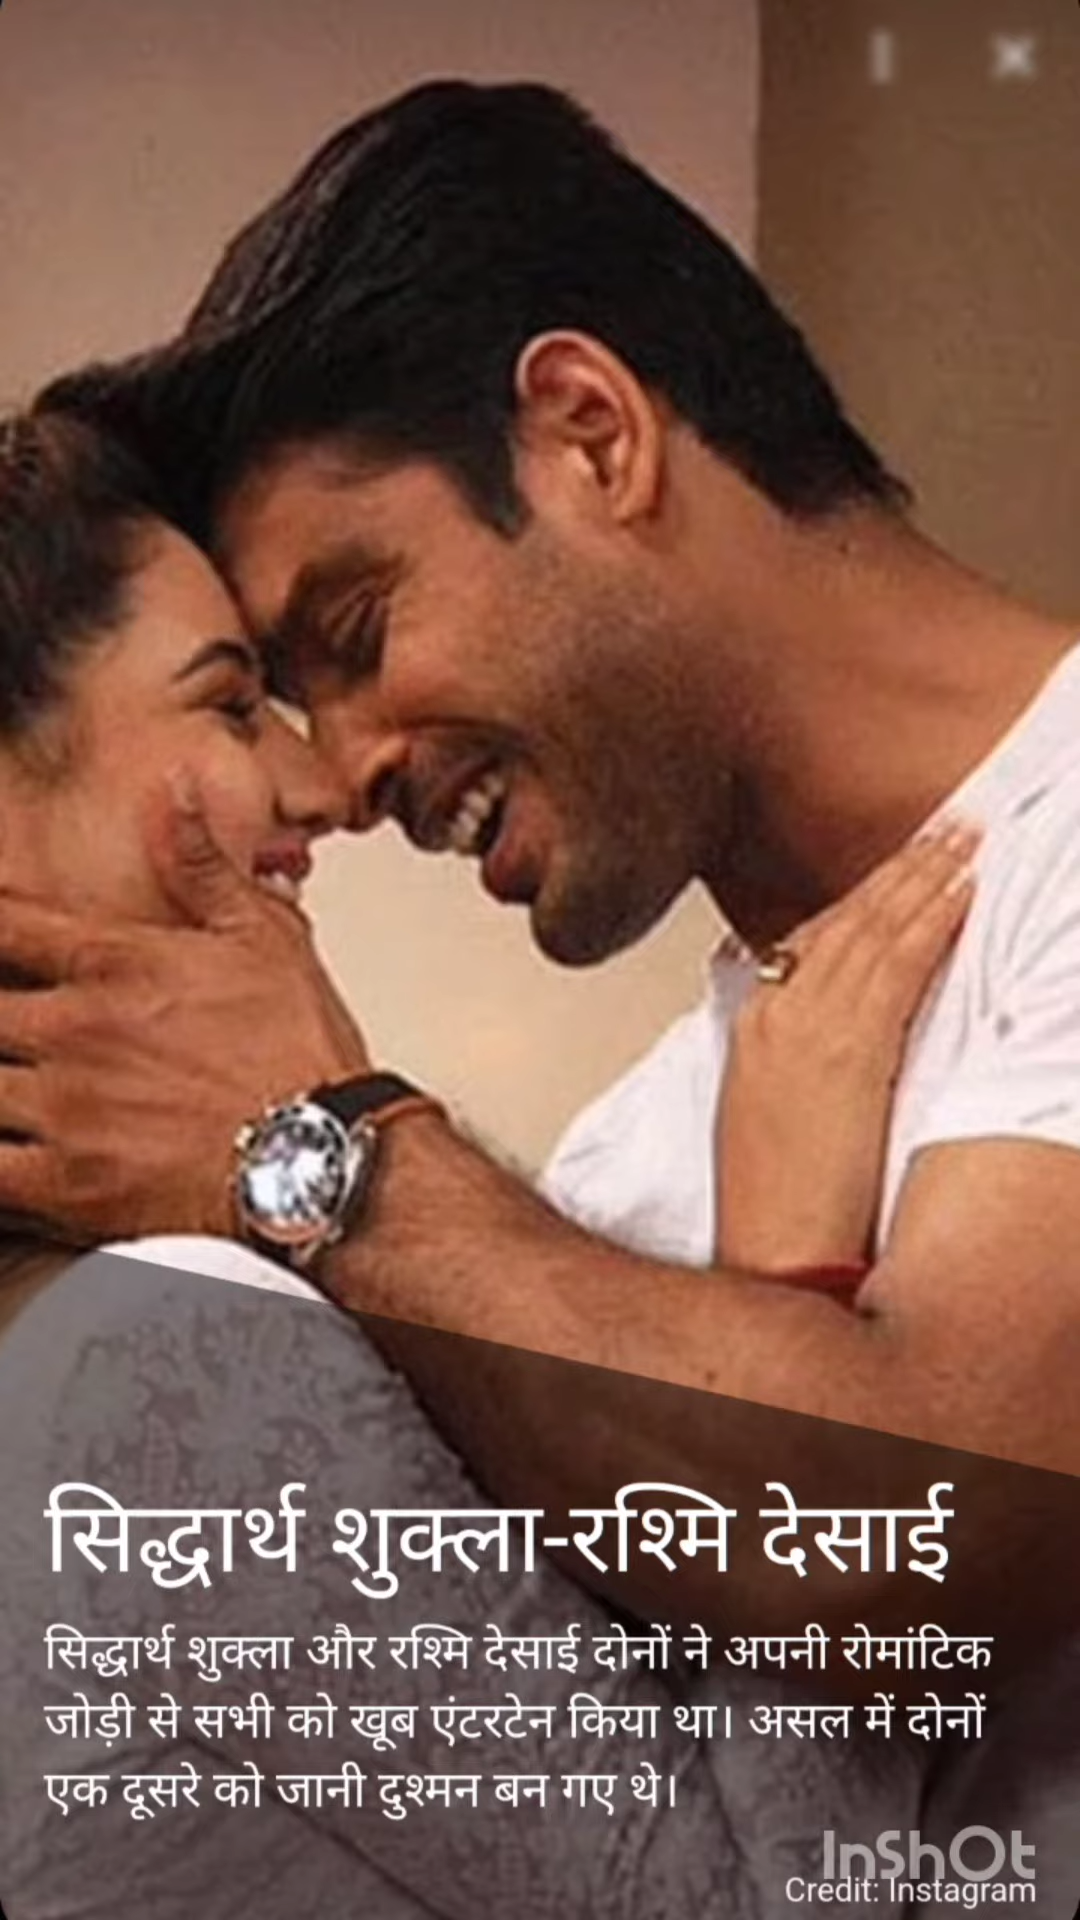 सिद्धार्थ शुक्ला-रश्मि देसाई
सिद्धार्थ शुक्ला और रश्मि देसाई दोनों ने अपनी रोमांटिक
जोड़ी से सभी को खूब एंटरटेन किया था। असल में दोनों
एक दूसरे को जानी दुश्मन बन गए थे।
InShOt
Credit: Instagram